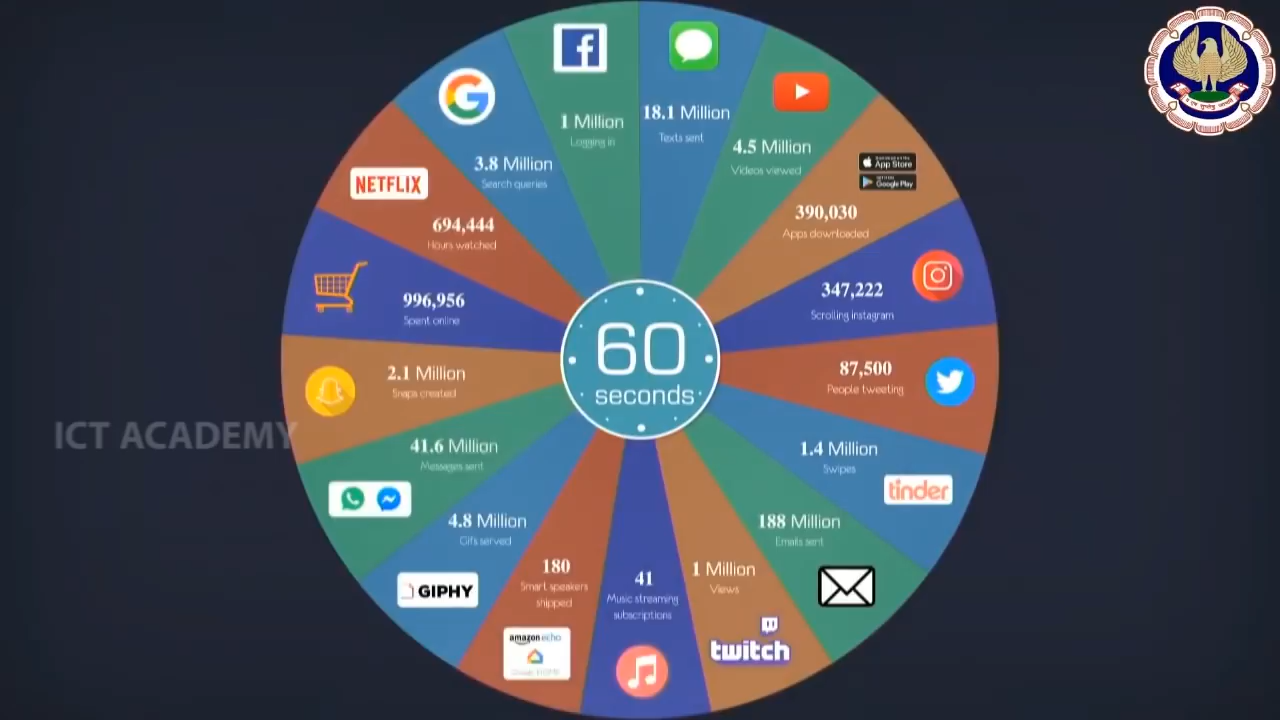 1 Million
Logging in
18.1 Million
Texts sent
4.5 Million
Videos viewed
App Store
Google Play
390,030
Apps downloaded
347,222
Scrolling instagram
87,500
People tweeting
1.4 Million
Swipes
tinder
188 Million
Emails sent
1 Million
Views
twitch
41
Music streaming
subscriptions
180
Smart speakers
shipped
amazon echo
4.8 Million
Gifs served
GIPHY
41.6 Million
Messages sent
2.1 Million
Snaps created
996,956
Spent online
NETFLIX
694,444
Hours watched
G
3.8 Million
Search queries
f
60
seconds
ICT ACADEMY